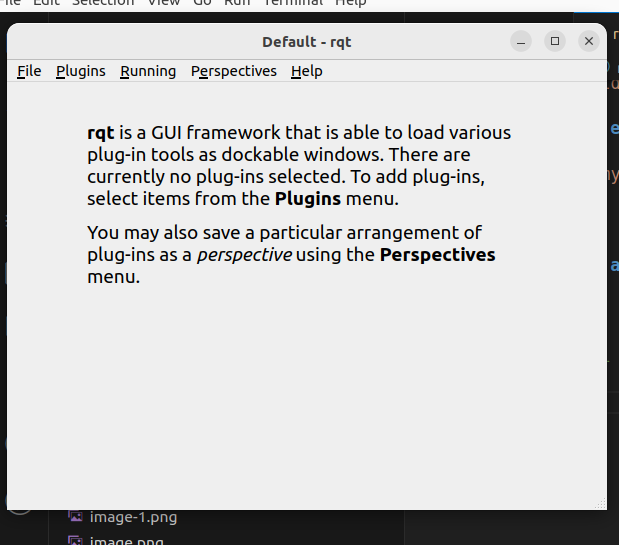 File Edit Selection View Go Run Terminal Help
Default - rqt
File Plugins Running Perspectives Help
rqt is a GUI framework that is able to load various
plug-in tools as dockable windows. There are
currently no plug-ins selected. To add plug-ins,
select items from the Plugins menu.
You may also save a particular arrangement of
plug-ins as a perspective using the Perspectives
menu.
image-1.png
image.png